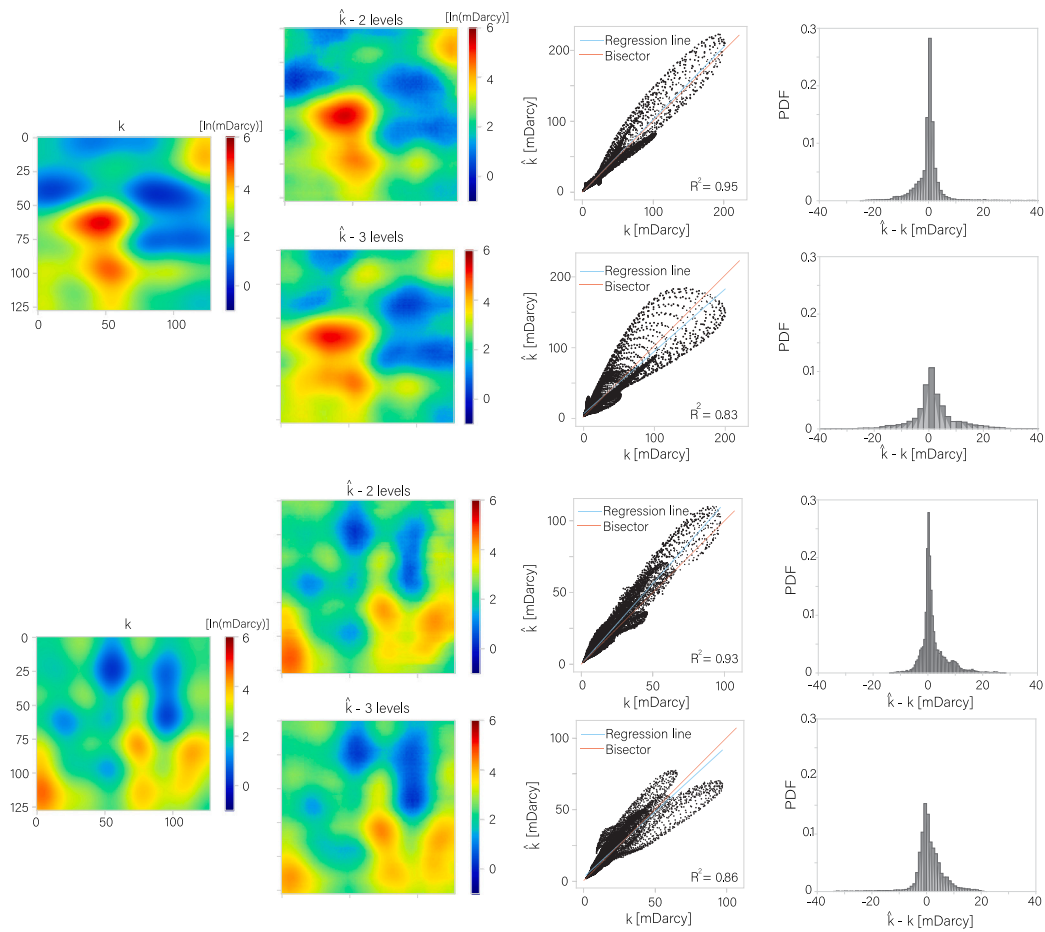 k̂ - 2 levels
[ln(mDarcy)]
6
4
2
0
Regression line
Bisector
200
100
0
k̂ [mDarcy]
R² = 0.95
0
100
200
k [mDarcy]
0.3
0.2
0.1
0
PDF
-40
-20
0
20
40
k̂ - k [mDarcy]
k
[ln(mDarcy)]
0
25
50
75
100
125
0
50
100
6
4
2
0
k̂ - 3 levels
6
4
2
0
Regression line
Bisector
200
100
0
k̂ [mDarcy]
R² = 0.83
0
100
200
k [mDarcy]
0.3
0.2
0.1
0
PDF
-40
-20
0
20
40
k̂ - k [mDarcy]
k̂ - 2 levels
6
4
2
0
Regression line
Bisector
100
50
0
k̂ [mDarcy]
R² = 0.93
0
50
100
k [mDarcy]
0.3
0.2
0.1
0
PDF
-40
-20
0
20
40
k̂ - k [mDarcy]
k
[ln(mDarcy)]
0
25
50
75
100
125
0
50
100
6
4
2
0
k̂ - 3 levels
6
4
2
0
Regression line
Bisector
100
50
0
k̂ [mDarcy]
R² = 0.86
0
50
100
k [mDarcy]
0.3
0.2
0.1
0
PDF
-40
-20
0
20
40
k̂ - k [mDarcy]